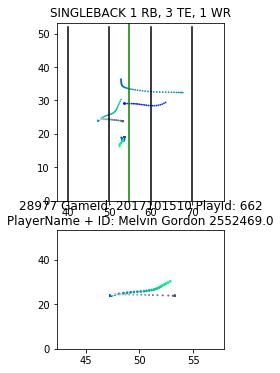 SINGLEBACK 1 RB, 3 TE, 1 WR
50
40
30
20
10
0
40 50 60 70
28977 GameId: 2017101510 PlayId: 662
PlayerName + ID: Melvin Gordon 2552469.0
40
20
0
45 50 55